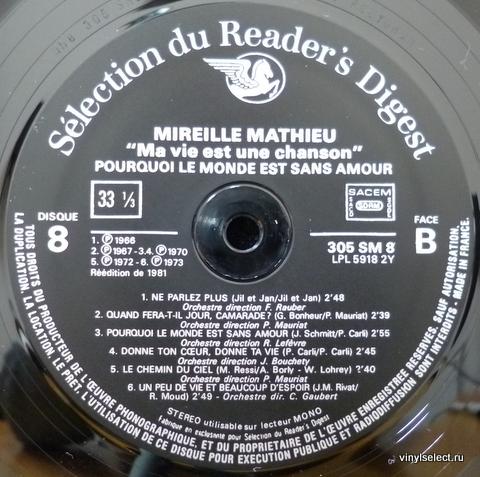 Sélection du Reader's Digest
MIREILLE MATHIEU
"Ma vie est une chanson"
POURQUOI LE MONDE EST SANS AMOUR
33 1/3
SACEM
SDRM
DISQUE
8
FACE
B
1. ℗ 1966
2. ℗ 1967 -3.4. ℗ 1970
5. ℗ 1972 -6. ℗ 1973
Réédition de 1981
305 SM 8
LPL 5918 2Y
1. NE PARLEZ PLUS (Jil et Jan/Jil et Jan) 2'48
Orchestre direction F. Rauber
2. QUAND FERA-T-IL JOUR, CAMARADE? (G. Bonheur/P. Mauriat) 2'39
Orchestre direction P. Mauriat
3. POURQUOI LE MONDE EST SANS AMOUR (J. Schmitt/P. Carli) 2'55
Orchestre direction R. Lefèvre
4. DONNE TON CŒUR, DONNE TA VIE (P. Carli/P. Carli) 2'45
Orchestre direction J. Bouchety
5. LE CHEMIN DU CIEL (M. Ressi/A. Borly - W. Lohrey) 2'40
Orchestre direction P. Mauriat
6. UN PEU DE VIE ET BEAUCOUP D'ESPOIR (J.M. Rivat/
R. Moud) 2'49 - Orchestre dir. C. Gaubert
STEREO utilisable sur lecteur MONO
Fabriqué en exclusivité pour Sélection du Reader's Digest
TOUS DROITS DU PRODUCTEUR DE L'ŒUVRE PHONOGRAPHIQUE, ET DU PROPRIETAIRE DE L'ŒUVRE ENREGISTREE RESERVES. SAUF AUTORISATION,
LA DUPLICATION, LA LOCATION, LE PRET, L'UTILISATION DE CE DISQUE POUR EXECUTION PUBLIQUE ET RADIODIFFUSION SONT INTERDITS - MADE IN FRANCE.
vinylselect.ru